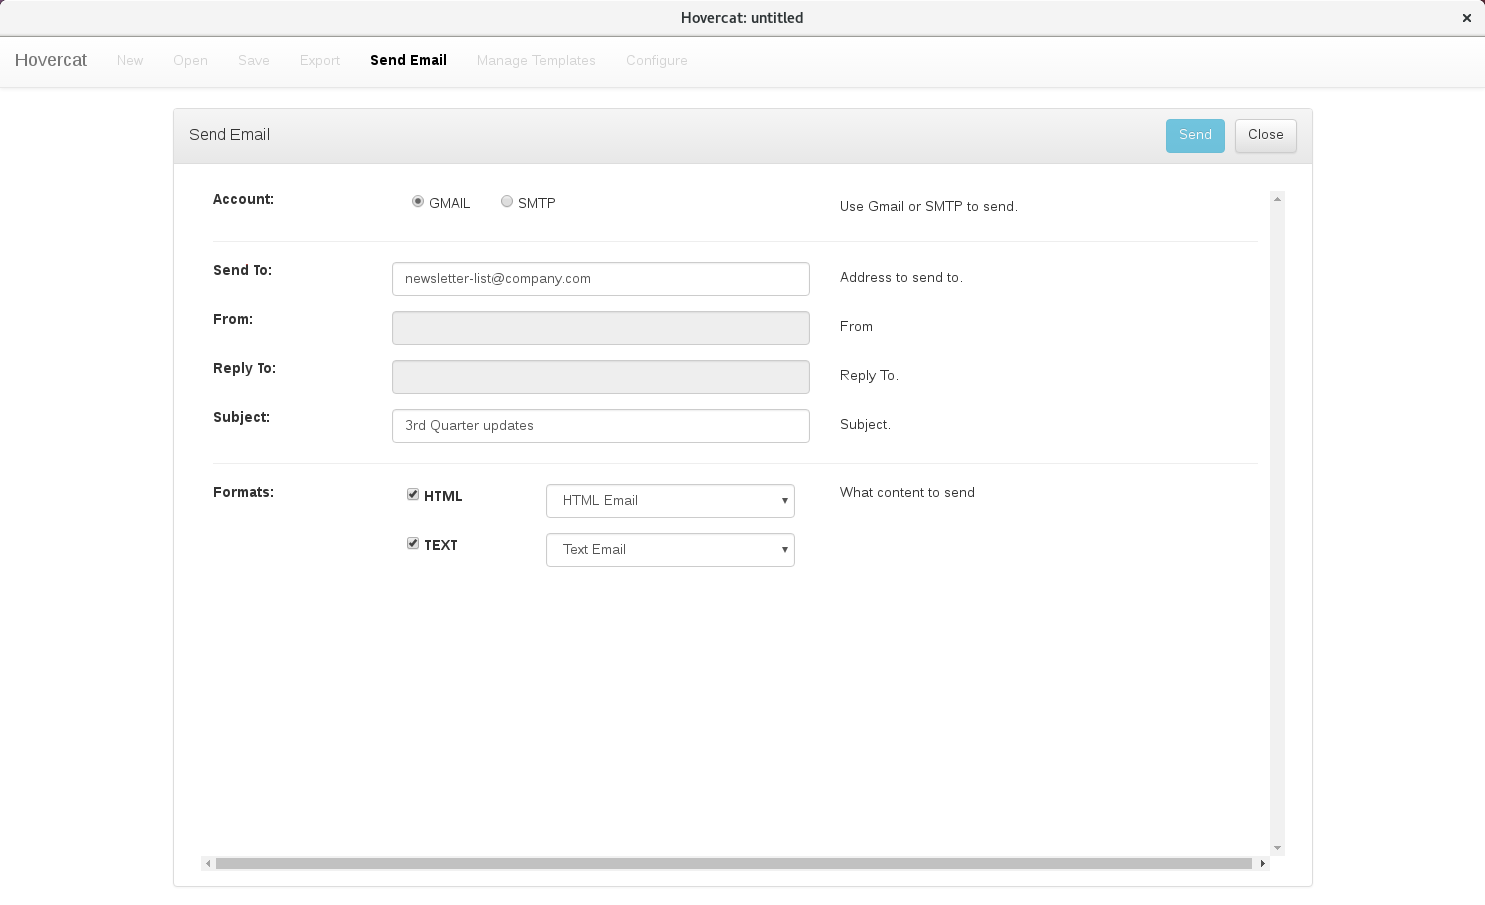 Hovercat: untitled
Hovercat New Open Save Export Send Email Manage Templates Configure
Send Email Send Close
Account: GMAIL SMTP Use Gmail or SMTP to send.
Send To: newsletter-list@company.com Address to send to.
From: From
Reply To: Reply To.
Subject: 3rd Quarter updates Subject.
Formats: HTML HTML Email What content to send
TEXT Text Email